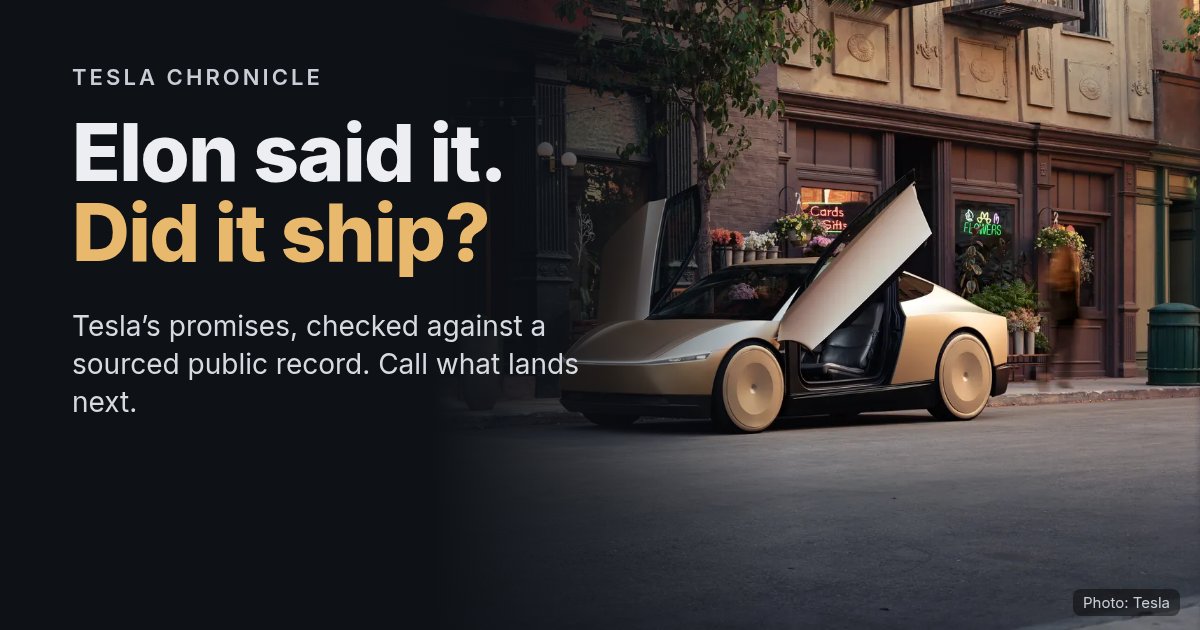 TESLA CHRONICLE
Elon said it.
Did it ship?
Tesla’s promises, checked against a
sourced public record. Call what lands
next.
Cards
Gifts
FLOWERS
Photo: Tesla